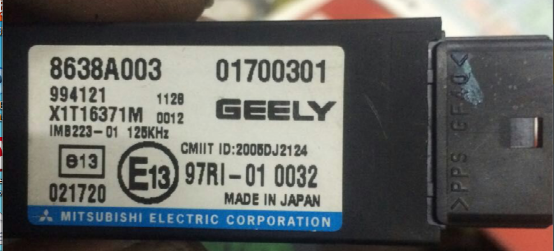 8638A003 01700301
994121 1128
X1T16371M 0012 GEELY
IMB223-01 125KHz
CMIIT ID:2005DJ2124
e13 E13 97RI-01 0032
021720 MADE IN JAPAN
MITSUBISHI ELECTRIC CORPORATION
>PPS GF40<